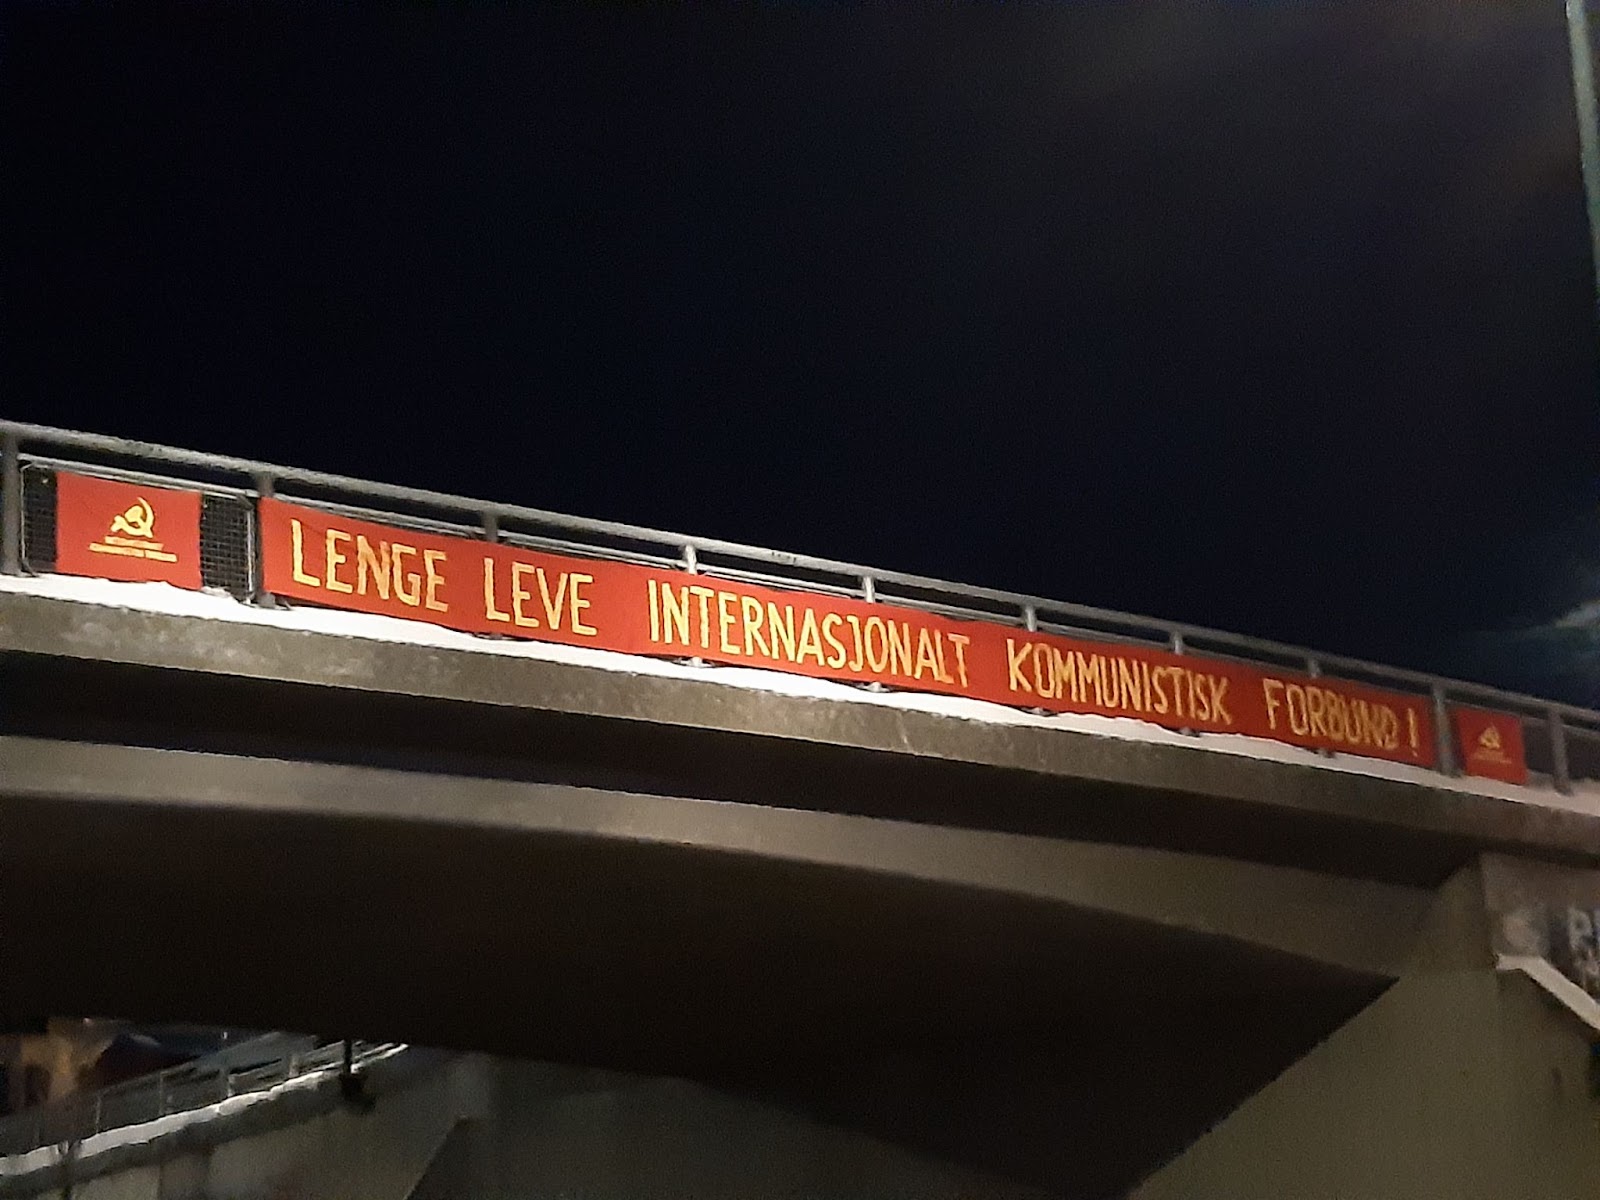 LENGE LEVE INTERNASJONALT KOMMUNISTISK FORBUND!